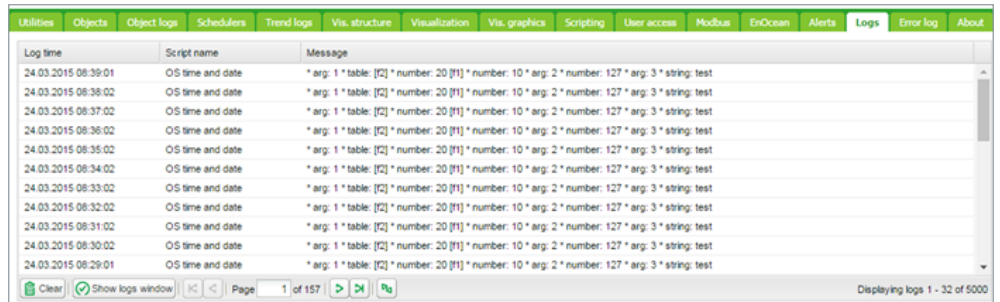 Utilities Objects Object logs Schedulers Trend logs Vis. structure Visualization Vis. graphics Scripting User access Modbus EnOcean Alerts Logs Error log About
Log time Script name Message
24.03.2015 08:39:01 OS time and date * arg: 1 * table: [f2] * number: 20 [f1] * number: 10 * arg: 2 * number: 127 * arg: 3 * string: test
24.03.2015 08:38:02 OS time and date * arg: 1 * table: [f2] * number: 20 [f1] * number: 10 * arg: 2 * number: 127 * arg: 3 * string: test
24.03.2015 08:37:02 OS time and date * arg: 1 * table: [f2] * number: 20 [f1] * number: 10 * arg: 2 * number: 127 * arg: 3 * string: test
24.03.2015 08:36:02 OS time and date * arg: 1 * table: [f2] * number: 20 [f1] * number: 10 * arg: 2 * number: 127 * arg: 3 * string: test
24.03.2015 08:35:02 OS time and date * arg: 1 * table: [f2] * number: 20 [f1] * number: 10 * arg: 2 * number: 127 * arg: 3 * string: test
24.03.2015 08:34:02 OS time and date * arg: 1 * table: [f2] * number: 20 [f1] * number: 10 * arg: 2 * number: 127 * arg: 3 * string: test
24.03.2015 08:33:02 OS time and date * arg: 1 * table: [f2] * number: 20 [f1] * number: 10 * arg: 2 * number: 127 * arg: 3 * string: test
24.03.2015 08:32:02 OS time and date * arg: 1 * table: [f2] * number: 20 [f1] * number: 10 * arg: 2 * number: 127 * arg: 3 * string: test
24.03.2015 08:31:02 OS time and date * arg: 1 * table: [f2] * number: 20 [f1] * number: 10 * arg: 2 * number: 127 * arg: 3 * string: test
24.03.2015 08:30:02 OS time and date * arg: 1 * table: [f2] * number: 20 [f1] * number: 10 * arg: 2 * number: 127 * arg: 3 * string: test
24.03.2015 08:29:01 OS time and date * arg: 1 * table: [f2] * number: 20 [f1] * number: 10 * arg: 2 * number: 127 * arg: 3 * string: test
Clear Show logs window Page 1 of 157 Displaying logs 1 - 32 of 5000